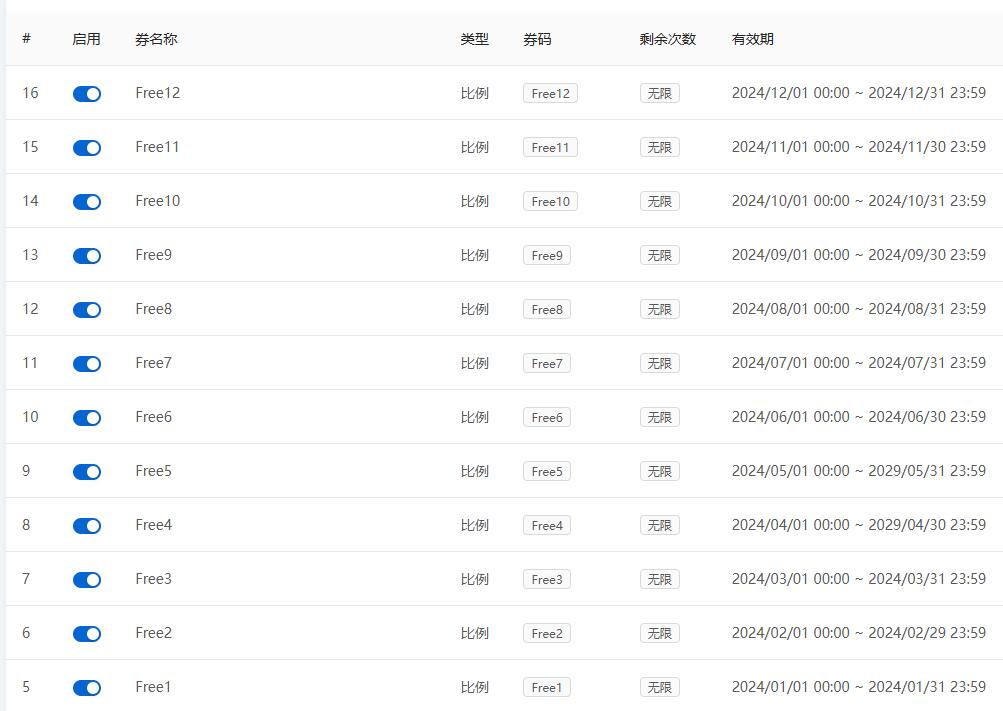 # 启用 券名称 类型 券码 剩余次数 有效期
16 Free12 比例 Free12 无限 2024/12/01 00:00 ~ 2024/12/31 23:59
15 Free11 比例 Free11 无限 2024/11/01 00:00 ~ 2024/11/30 23:59
14 Free10 比例 Free10 无限 2024/10/01 00:00 ~ 2024/10/31 23:59
13 Free9 比例 Free9 无限 2024/09/01 00:00 ~ 2024/09/30 23:59
12 Free8 比例 Free8 无限 2024/08/01 00:00 ~ 2024/08/31 23:59
11 Free7 比例 Free7 无限 2024/07/01 00:00 ~ 2024/07/31 23:59
10 Free6 比例 Free6 无限 2024/06/01 00:00 ~ 2024/06/30 23:59
9 Free5 比例 Free5 无限 2024/05/01 00:00 ~ 2029/05/31 23:59
8 Free4 比例 Free4 无限 2024/04/01 00:00 ~ 2029/04/30 23:59
7 Free3 比例 Free3 无限 2024/03/01 00:00 ~ 2024/03/31 23:59
6 Free2 比例 Free2 无限 2024/02/01 00:00 ~ 2024/02/29 23:59
5 Free1 比例 Free1 无限 2024/01/01 00:00 ~ 2024/01/31 23:59